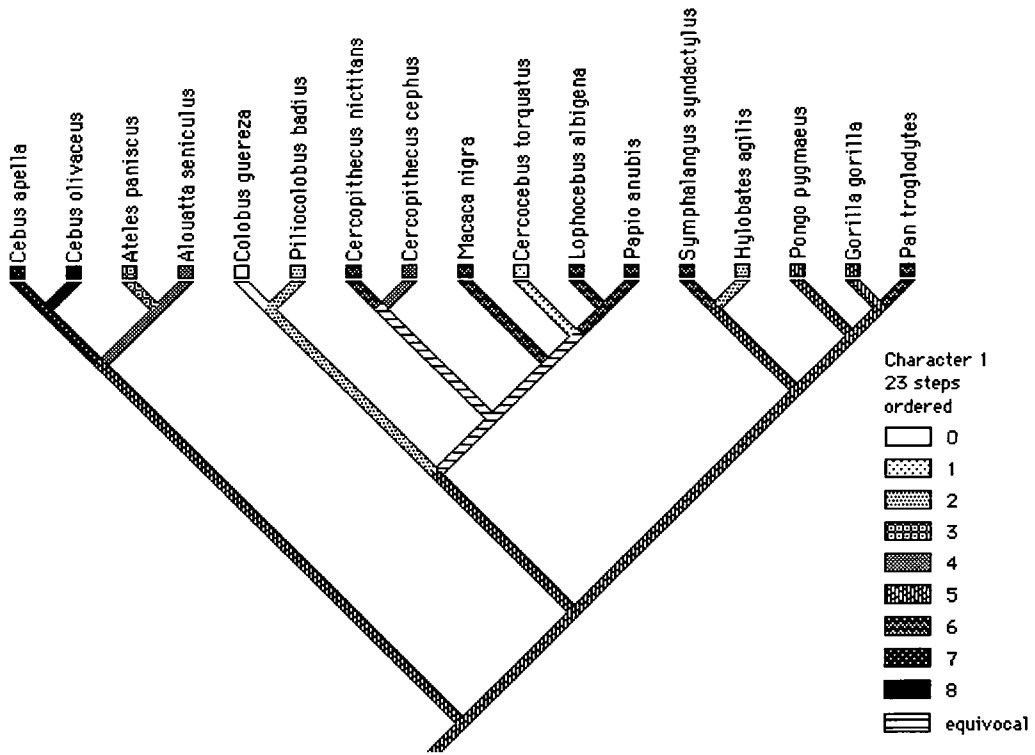 Cebus apella
Cebus olivaceus
Ateles paniscus
Alouatta seniculus
Colobus guereza
Piliocolobus badius
Cercopithecus nictitans
Cercopithecus cephus
Macaca nigra
Cercocebus torquatus
Lophocebus albigena
Papio anubis
Symphalangus syndactylus
Hylobates agilis
Pongo pygmaeus
Gorilla gorilla
Pan troglodytes
Character 1
23 steps
ordered
0
1
2
3
4
5
6
7
8
equivocal